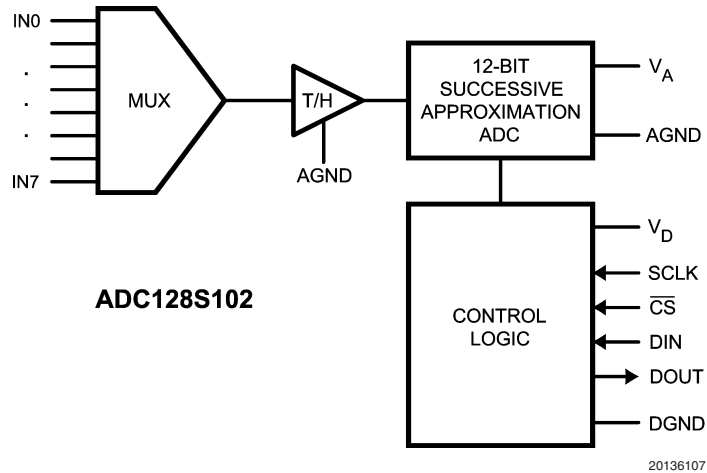 IN0
.
.
.
IN7
MUX
T/H
AGND
12-BIT
SUCCESSIVE
APPROXIMATION
ADC
VA
AGND
CONTROL
LOGIC
VD
SCLK
C̅S̅
DIN
DOUT
DGND
ADC128S102
20136107